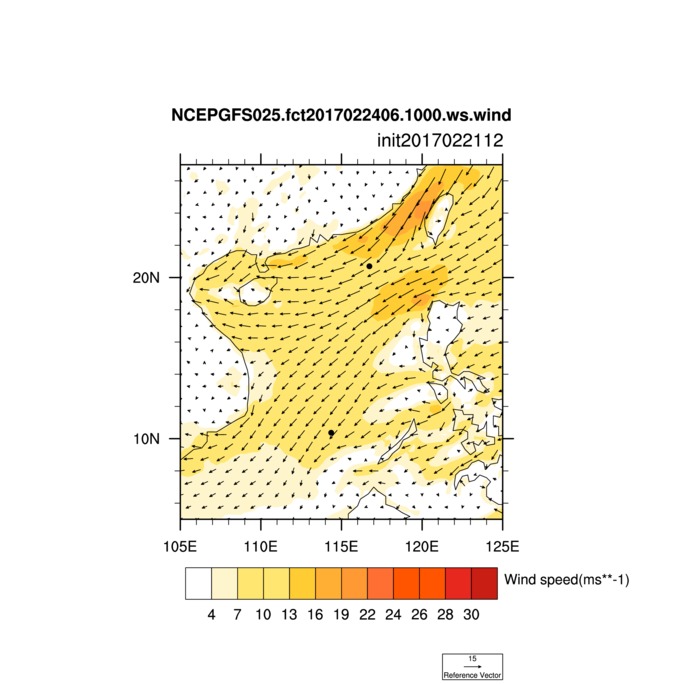 NCEPGFS025.fct2017022406.1000.ws.wind
init2017022112
20N
10N
105E 110E 115E 120E 125E
Wind speed(ms**-1)
4 7 10 13 16 19 22 24 26 28 30
15
Reference Vector